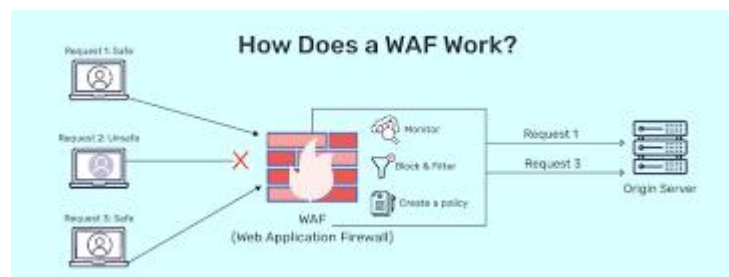 How Does a WAF Work?
Request 1: Safe
Request 2: Unsafe
Request 3: Safe
Monitor
Block & Filter
Create a policy
WAF
(Web Application Firewall)
Request 1
Request 3
Origin Server